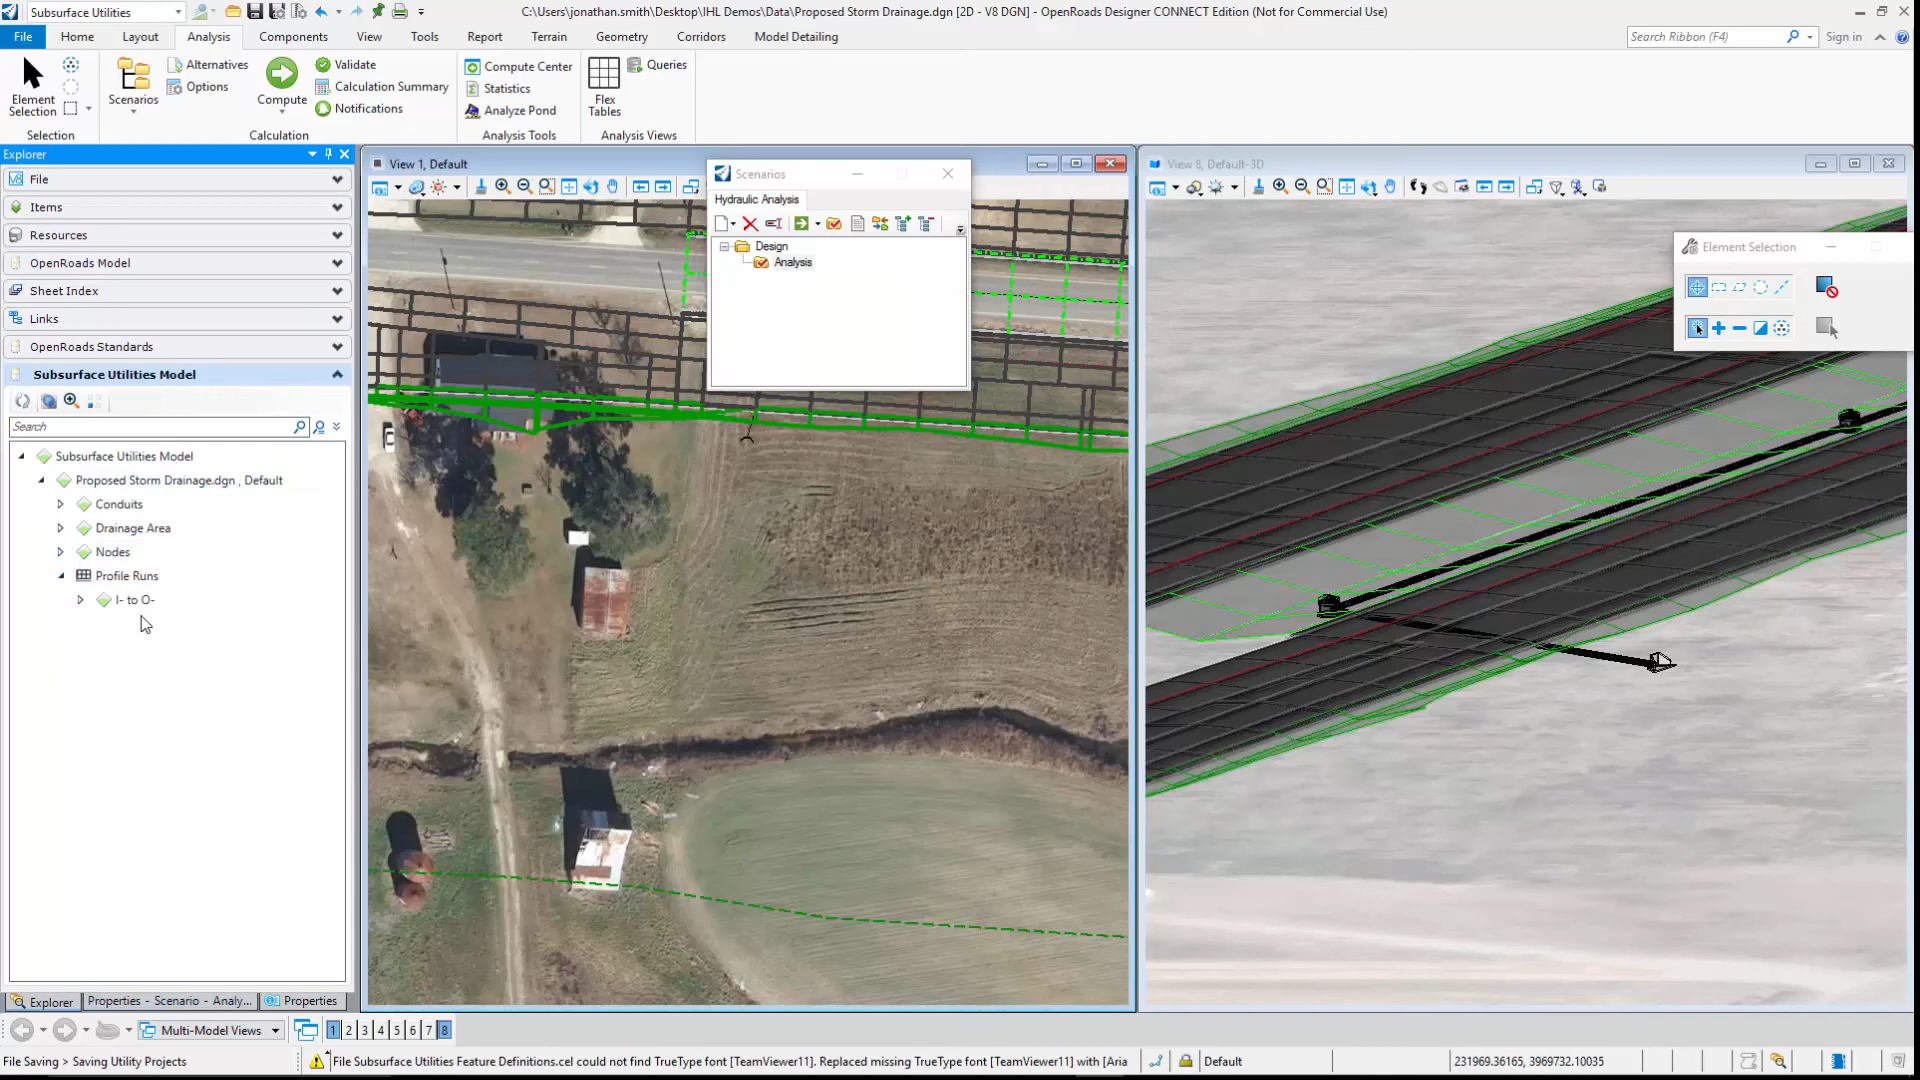 Subsurface Utilities
C:\Users\jonathan.smith\Desktop\IHL Demos\Data\Proposed Storm Drainage.dgn [2D - V8 DGN] - OpenRoads Designer CONNECT Edition (Not for Commercial Use)
File Home Layout Analysis Components View Tools Report Terrain Geometry Corridors Model Detailing
Search Ribbon (F4)
Sign in
Element Selection
Scenarios
Alternatives
Options
Compute
Validate
Calculation Summary
Notifications
Compute Center
Statistics
Analyze Pond
Flex Tables
Queries
Selection
Calculation
Analysis Tools
Analysis Views
Explorer
File
Items
Resources
OpenRoads Model
Sheet Index
Links
OpenRoads Standards
Subsurface Utilities Model
Search
Subsurface Utilities Model
Proposed Storm Drainage.dgn , Default
Conduits
Drainage Area
Nodes
Profile Runs
I- to O-
Explorer
Properties - Scenario - Analy...
Properties
View 1, Default
Scenarios
Hydraulic Analysis
Design
Analysis
View 8, Default-3D
Element Selection
Multi-Model Views
1 2 3 4 5 6 7 8
File Saving > Saving Utility Projects
File Subsurface Utilities Feature Definitions.cel could not find TrueType font [TeamViewer11]. Replaced missing TrueType font [TeamViewer11] with [Aria
Default
231969.36165, 3969732.10035